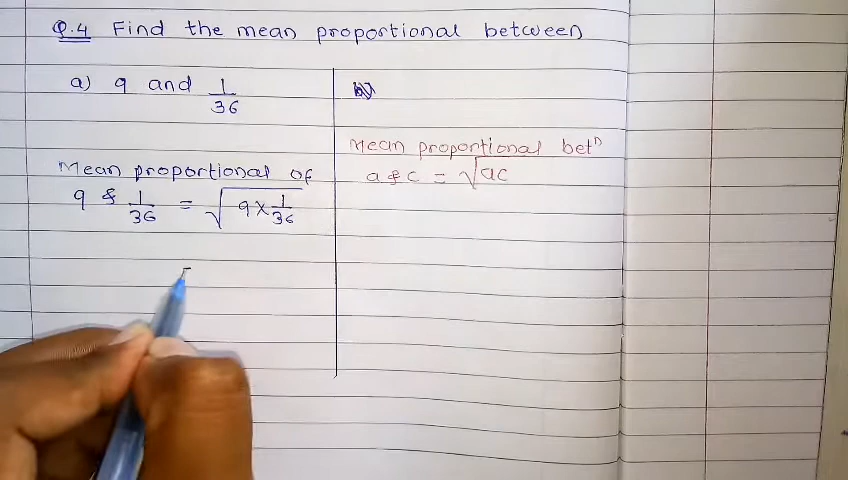 Q.4 Find the mean proportional between
a) 9 and 1/36
Mean proportional of
9 & 1/36 = √9×1/36
Mean proportional betⁿ
a & c = √ac